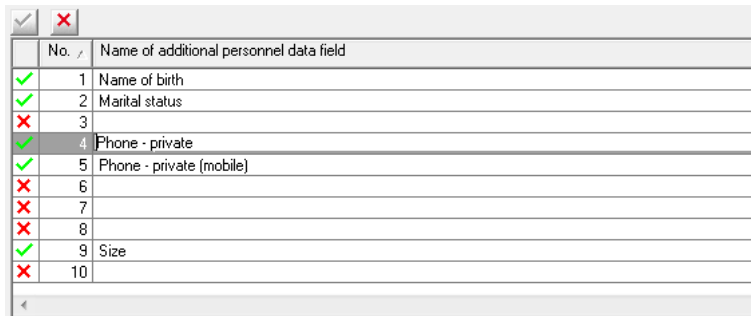 No. Name of additional personnel data field
1 Name of birth
2 Marital status
3
4 Phone - private
5 Phone - private (mobile)
6
7
8
9 Size
10